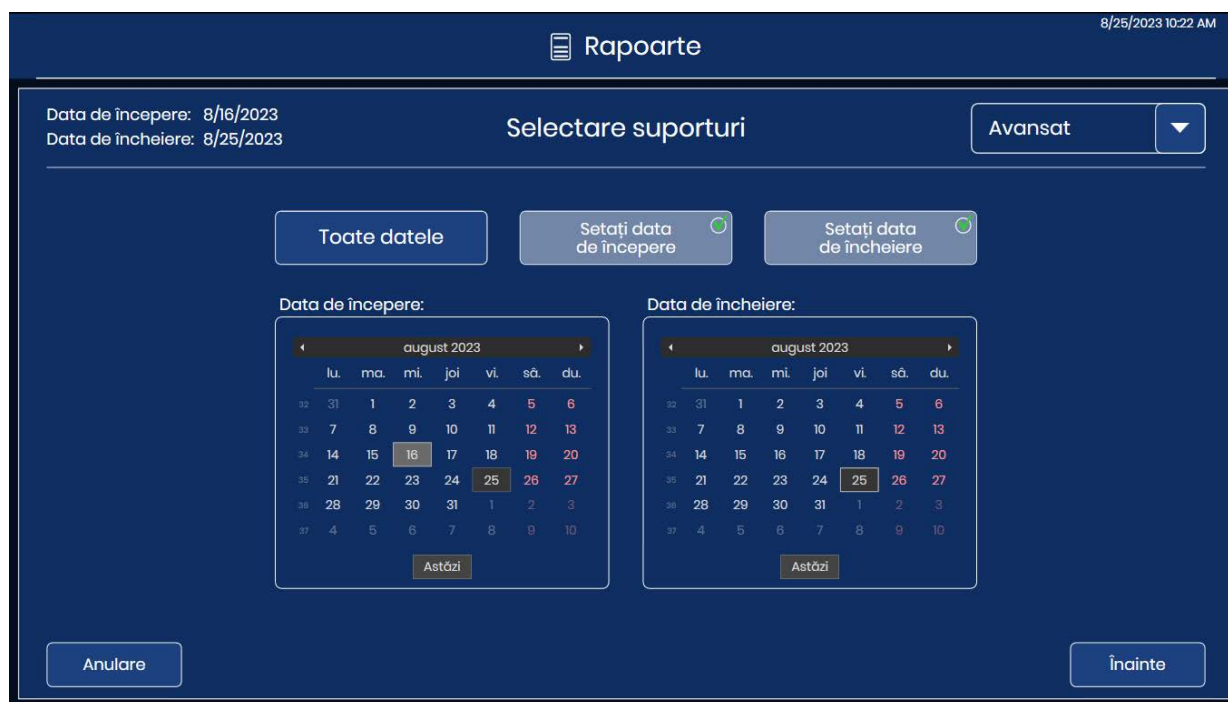 8/25/2023 10:22 AM
Rapoarte
Data de începere: 8/16/2023
Data de încheiere: 8/25/2023
Selectare suporturi
Avansat
Toate datele
Setați data
de începere
Setați data
de încheiere
Data de începere:
august 2023
lu. ma. mi. joi vi. sâ. du.
32 31 1 2 3 4 5 6
33 7 8 9 10 11 12 13
34 14 15 16 17 18 19 20
35 21 22 23 24 25 26 27
36 28 29 30 31 1 2 3
37 4 5 6 7 8 9 10
Astăzi
Data de încheiere:
august 2023
lu. ma. mi. joi vi. sâ. du.
32 31 1 2 3 4 5 6
33 7 8 9 10 11 12 13
34 14 15 16 17 18 19 20
35 21 22 23 24 25 26 27
36 28 29 30 31 1 2 3
37 4 5 6 7 8 9 10
Astăzi
Anulare
Înainte